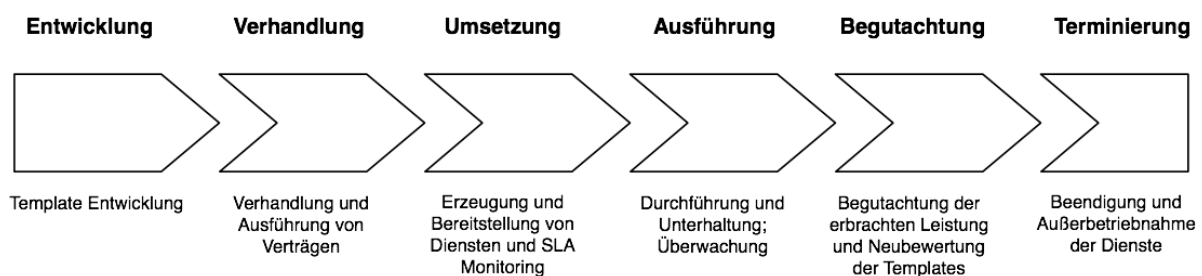 Entwicklung
Verhandlung
Umsetzung
Ausführung
Begutachtung
Terminierung
Template Entwicklung
Verhandlung und
Ausführung von
Verträgen
Erzeugung und
Bereitstellung von
Diensten und SLA
Monitoring
Durchführung und
Unterhaltung;
Überwachung
Begutachtung der
erbrachten Leistung
und Neubewertung
der Templates
Beendigung und
Außerbetriebnahme
der Dienste